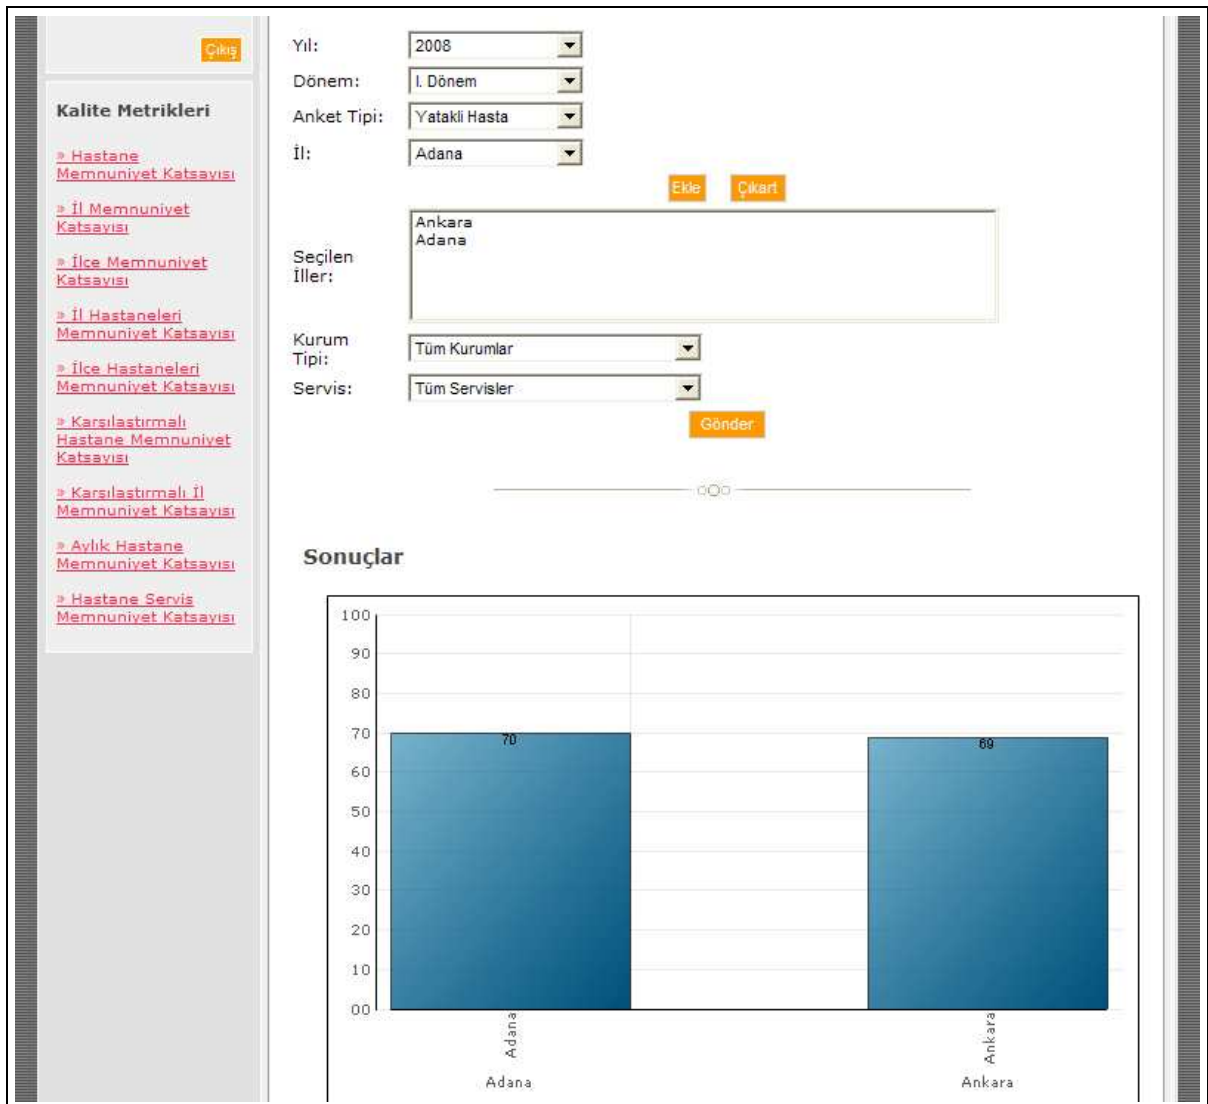 Çıkış
Kalite Metrikleri
» Hastane
Memnuniyet Katsayısı
» İl Memnuniyet
Katsayısı
» İlçe Memnuniyet
Katsayısı
» İl Hastaneleri
Memnuniyet Katsayısı
» İlçe Hastaneleri
Memnuniyet Katsayısı
» Karsılastırmalı
Hastane Memnuniyet
Katsayısı
» Karsılastırmalı İl
Memnuniyet Katsayısı
» Aylık Hastane
Memnuniyet Katsayısı
» Hastane Servis
Memnuniyet Katsayısı
Yıl: 2008
Dönem: I. Dönem
Anket Tipi: Yatakli Hasta
İl: Adana
Ekle Çıkart
Seçilen
İller:
Ankara
Adana
Kurum
Tipi:
Tüm Kurumlar
Servis: Tüm Servisler
Gönder
Sonuçlar
100
90
80
70
60
50
40
30
20
10
00
70
69
Adana
Ankara
Adana
Ankara